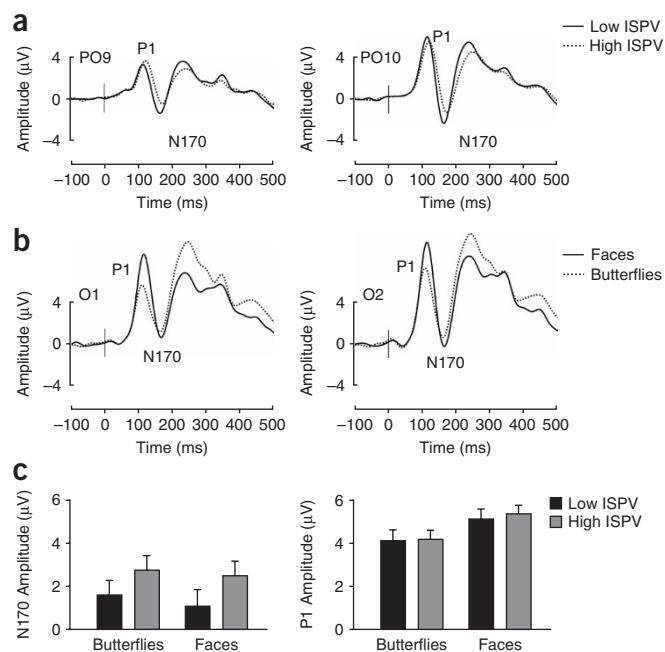 a
Low ISPV
High ISPV
PO9
P1
N170
Amplitude (μV)
4
0
–4
–100 0 100 200 300 400 500
Time (ms)
PO10
P1
N170
Amplitude (μV)
4
0
–4
–100 0 100 200 300 400 500
Time (ms)
b
Faces
Butterflies
O1
P1
N170
Amplitude (μV)
4
0
–4
–100 0 100 200 300 400 500
Time (ms)
O2
P1
N170
Amplitude (μV)
4
0
–4
–100 0 100 200 300 400 500
Time (ms)
c
N170 Amplitude (μV)
6
4
2
0
Butterflies Faces
P1 Amplitude (μV)
6
4
2
0
Butterflies Faces
Low ISPV
High ISPV